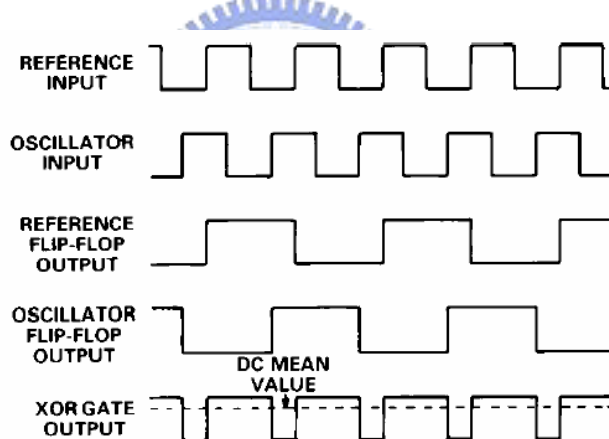 REFERENCE
INPUT
OSCILLATOR
INPUT
REFERENCE
FLIP-FLOP
OUTPUT
OSCILLATOR
FLIP-FLOP
OUTPUT
DC MEAN
VALUE
XOR GATE
OUTPUT